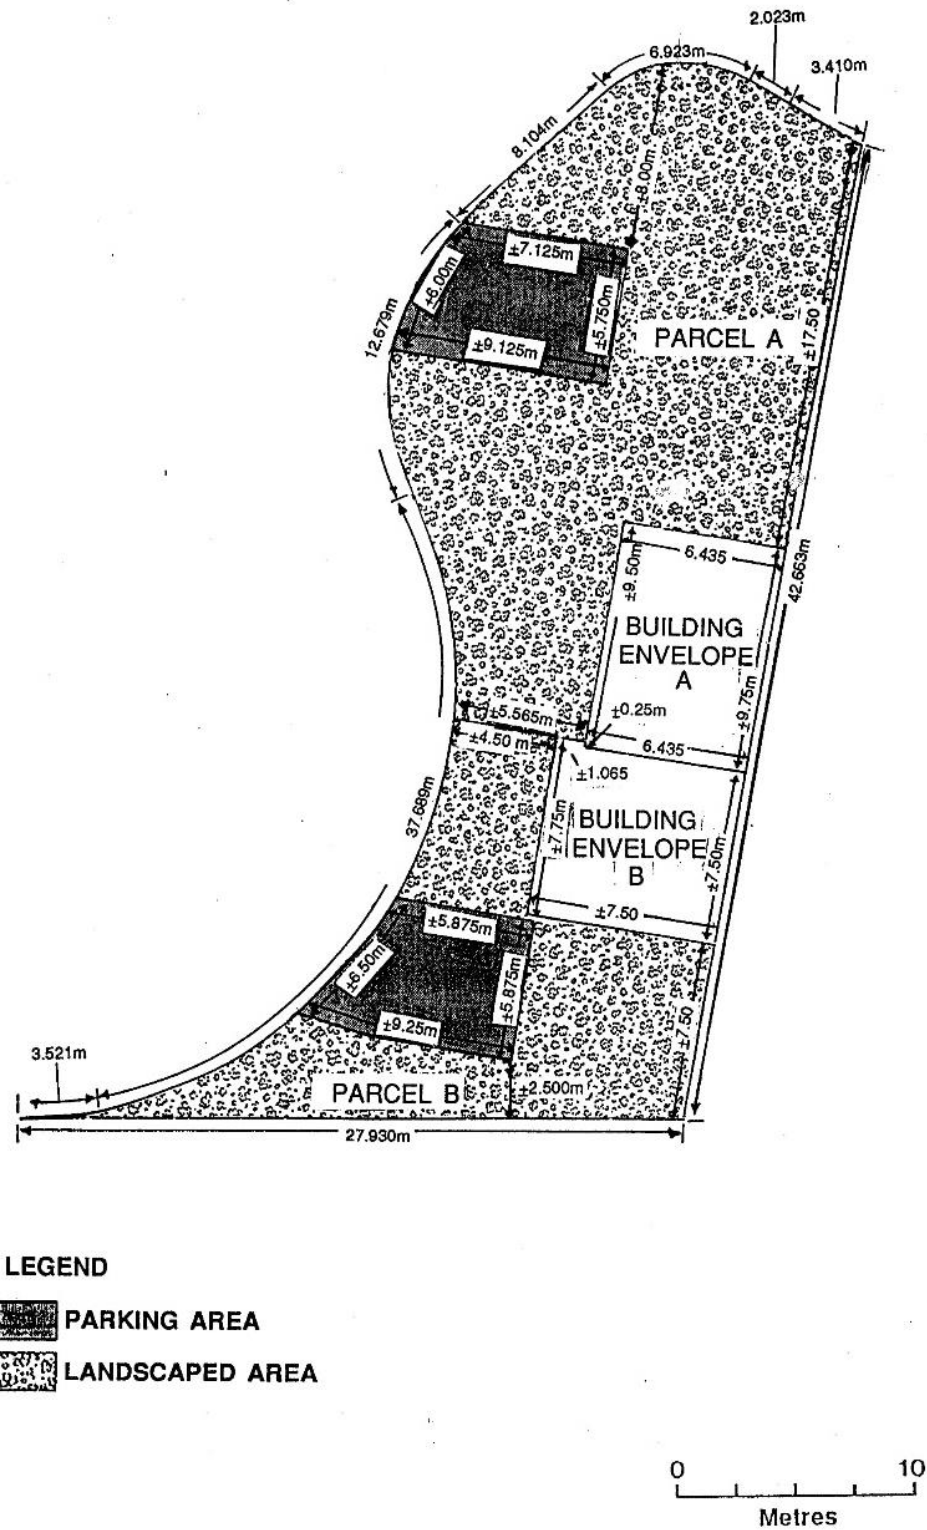 2.023m
6.923m
3.410m
8.104m
±8.00m
±7.125m
±6.00m
±5.750m
12.679m
±17.50
PARCEL A
±9.125m
6.435
42.663m
±9.50m
BUILDING
ENVELOPE
A
±9.75m
±5.565m
±0.25m
±4.50 m
6.435
±1.065
37.689m
±7.75m
BUILDING
ENVELOPE
B
±7.50m
±7.50
±5.875m
±6.50m
±5.875m
±9.25m
±7.50
3.521m
PARCEL B
±2.500m
27.930m
LEGEND
PARKING AREA
LANDSCAPED AREA
0 10
Metres